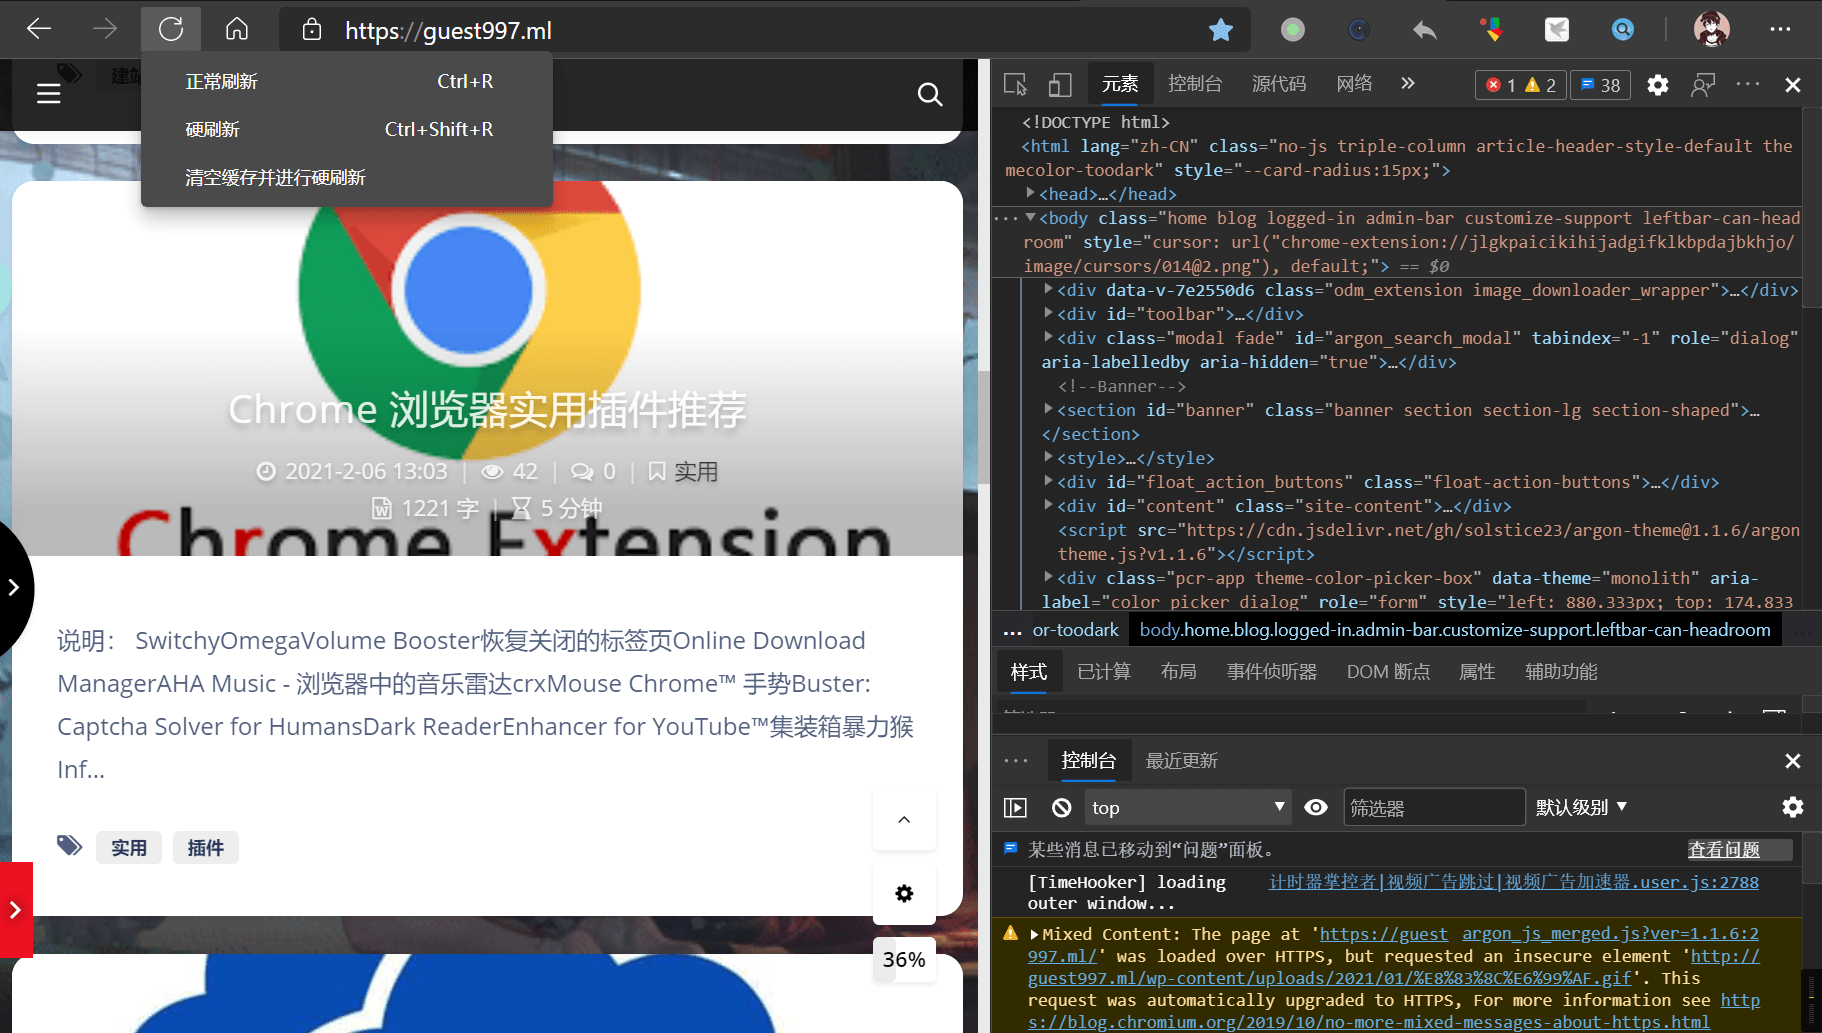 https://guest997.ml
正常刷新 Ctrl+R
硬刷新 Ctrl+Shift+R
清空缓存并进行硬刷新
Chrome 浏览器实用插件推荐
2021-2-06 13:03 | 42 | 0 | 实用
1221 字 | 5 分钟
Chrome Extension
说明： SwitchyOmegaVolume Booster恢复关闭的标签页Online Download
ManagerAHA Music - 浏览器中的音乐雷达crxMouse Chrome™ 手势Buster:
Captcha Solver for HumansDark ReaderEnhancer for YouTube™集装箱暴力猴
Inf...
实用 插件
36%
元素 控制台 源代码 网络 1 2 38
<!DOCTYPE html>
<html lang="zh-CN" class="no-js triple-column article-header-style-default the
mecolor-toodark" style="--card-radius:15px;">
<head>…</head>
<body class="home blog logged-in admin-bar customize-support leftbar-can-head
room" style="cursor: url("chrome-extension://jlgkpaicikihijadgifklkbpdajbkhjo/
image/cursors/014@2.png"), default;"> == $0
<div data-v-7e2550d6 class="odm_extension image_downloader_wrapper">…</div>
<div id="toolbar">…</div>
<div class="modal fade" id="argon_search_modal" tabindex="-1" role="dialog"
aria-labelledby aria-hidden="true">…</div>
<!--Banner-->
<section id="banner" class="banner section section-lg section-shaped">…
</section>
<style>…</style>
<div id="float_action_buttons" class="float-action-buttons">…</div>
<div id="content" class="site-content">…</div>
<script src="https://cdn.jsdelivr.net/gh/solstice23/argon-theme@1.1.6/argon
theme.js?v1.1.6"></script>
<div class="pcr-app theme-color-picker-box" data-theme="monolith" aria-
label="color picker dialog" role="form" style="left: 880.333px; top: 174.833
... or-toodark body.home.blog.logged-in.admin-bar.customize-support.leftbar-can-headroom
样式 已计算 布局 事件侦听器 DOM 断点 属性 辅助功能
控制台 最近更新
top 筛选器 默认级别
某些消息已移动到“问题”面板。 查看问题
[TimeHooker] loading 计时器掌控者|视频广告跳过|视频广告加速器.user.js:2788
outer window...
Mixed Content: The page at 'https://guest argon_js_merged.js?ver=1.1.6:2
997.ml/' was loaded over HTTPS, but requested an insecure element 'http://
guest997.ml/wp-content/uploads/2021/01/%E8%83%8C%E6%99%AF.gif'. This
request was automatically upgraded to HTTPS, For more information see http
s://blog.chromium.org/2019/10/no-more-mixed-messages-about-https.html